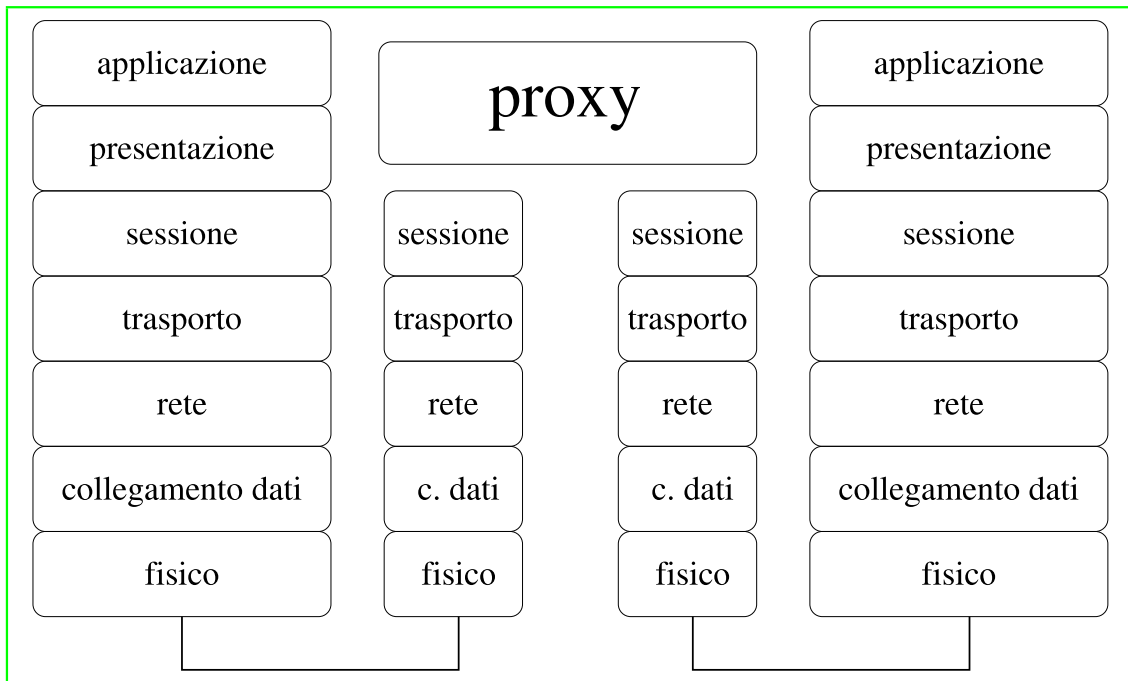 applicazione
proxy
applicazione
presentazione
presentazione
sessione
sessione
sessione
sessione
trasporto
trasporto
trasporto
trasporto
rete
rete
rete
rete
collegamento dati
c. dati
c. dati
collegamento dati
fisico
fisico
fisico
fisico